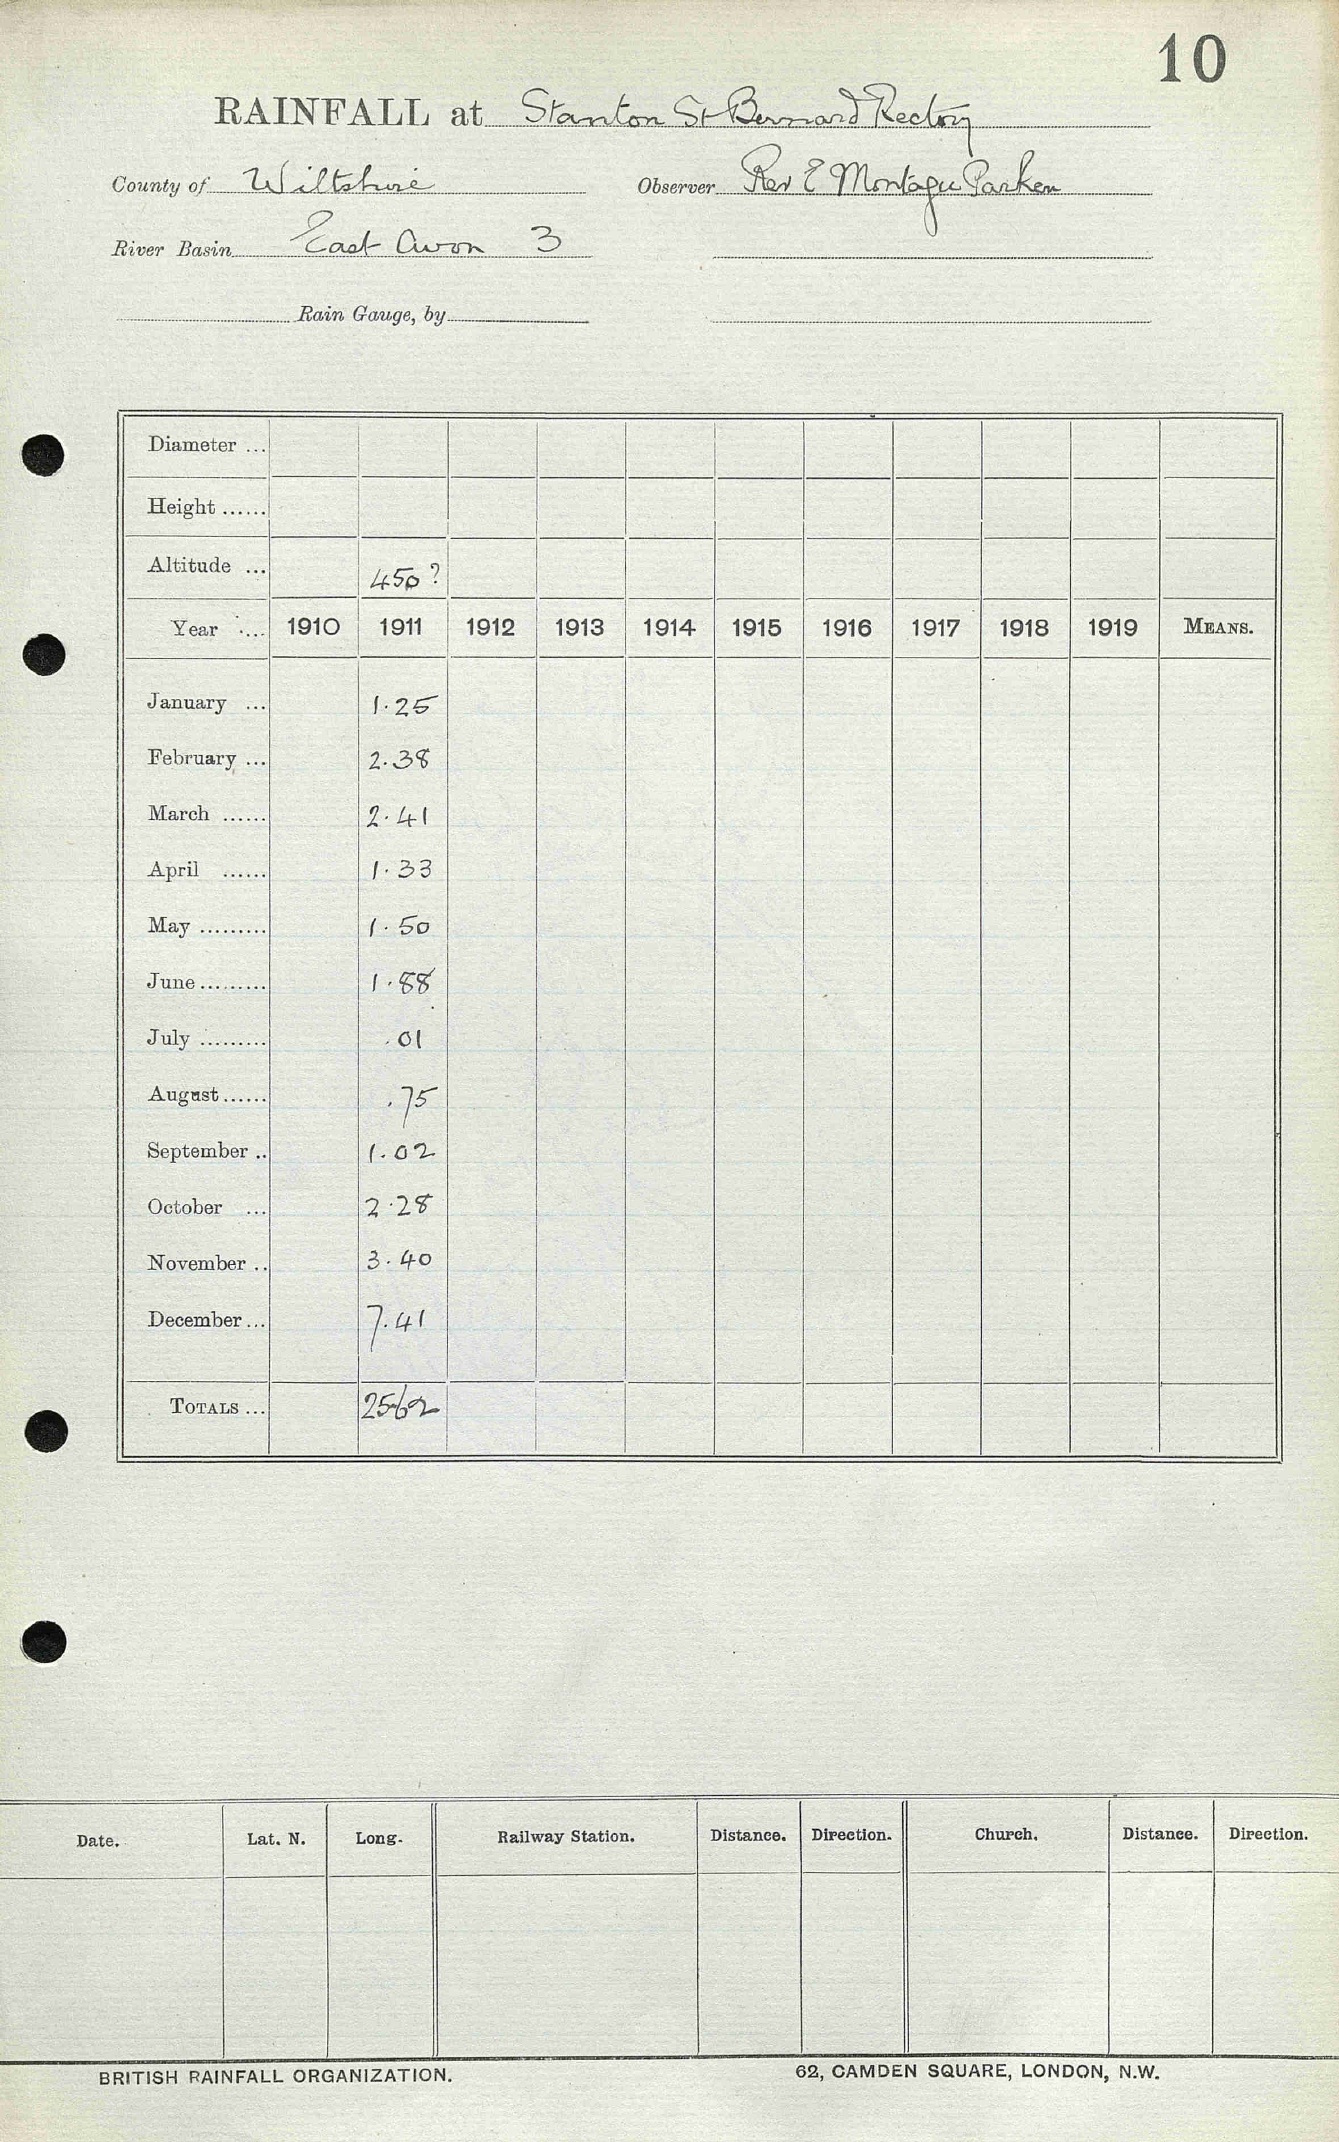 10
RAINFALL at Stanton St Bernard Rectory
County of Wiltshire Observer Rev E Montagu Parken
River Basin East Avon 3
Rain Gauge, by
Diameter ...
Height ......
Altitude ... 450?
Year .... 1910 1911 1912 1913 1914 1915 1916 1917 1918 1919 MEANS.
January ... 1.25
February ... 2.38
March ...... 2.41
April ...... 1.33
May ......... 1.50
June ......... 1.88
July ......... .01
August ...... .75
September .. 1.02
October ... 2.28
November .. 3.40
December ... 7.41
TOTALS ... 25.62
Date. Lat. N. Long. Railway Station. Distance. Direction. Church. Distance. Direction.
BRITISH RAINFALL ORGANIZATION. 62, CAMDEN SQUARE, LONDON, N.W.